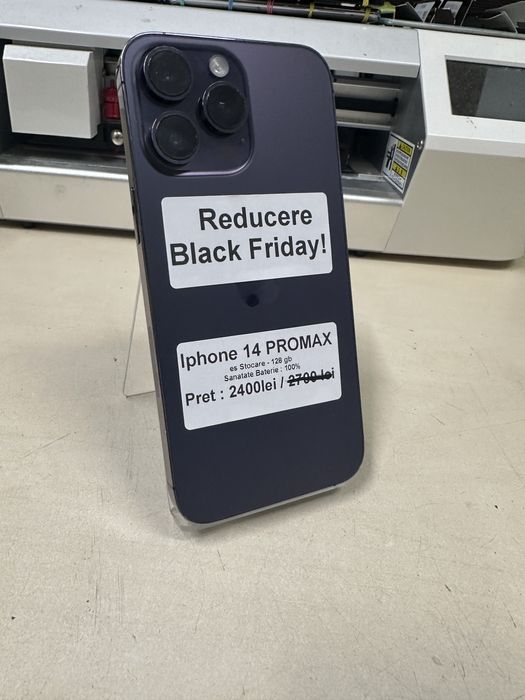 Reducere
Black Friday!
Iphone 14 PROMAX
es Stocare - 128 gb
Sanatate Baterie : 100%
Pret : 2400lei / 2700 lei